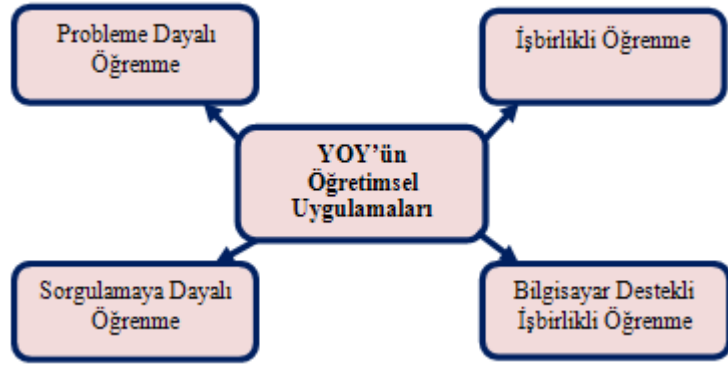 Probleme Dayalı
Öğrenme
İşbirlikli Öğrenme
YOY’ün
Öğretimsel
Uygulamaları
Sorgulamaya Dayalı
Öğrenme
Bilgisayar Destekli
İşbirlikli Öğrenme